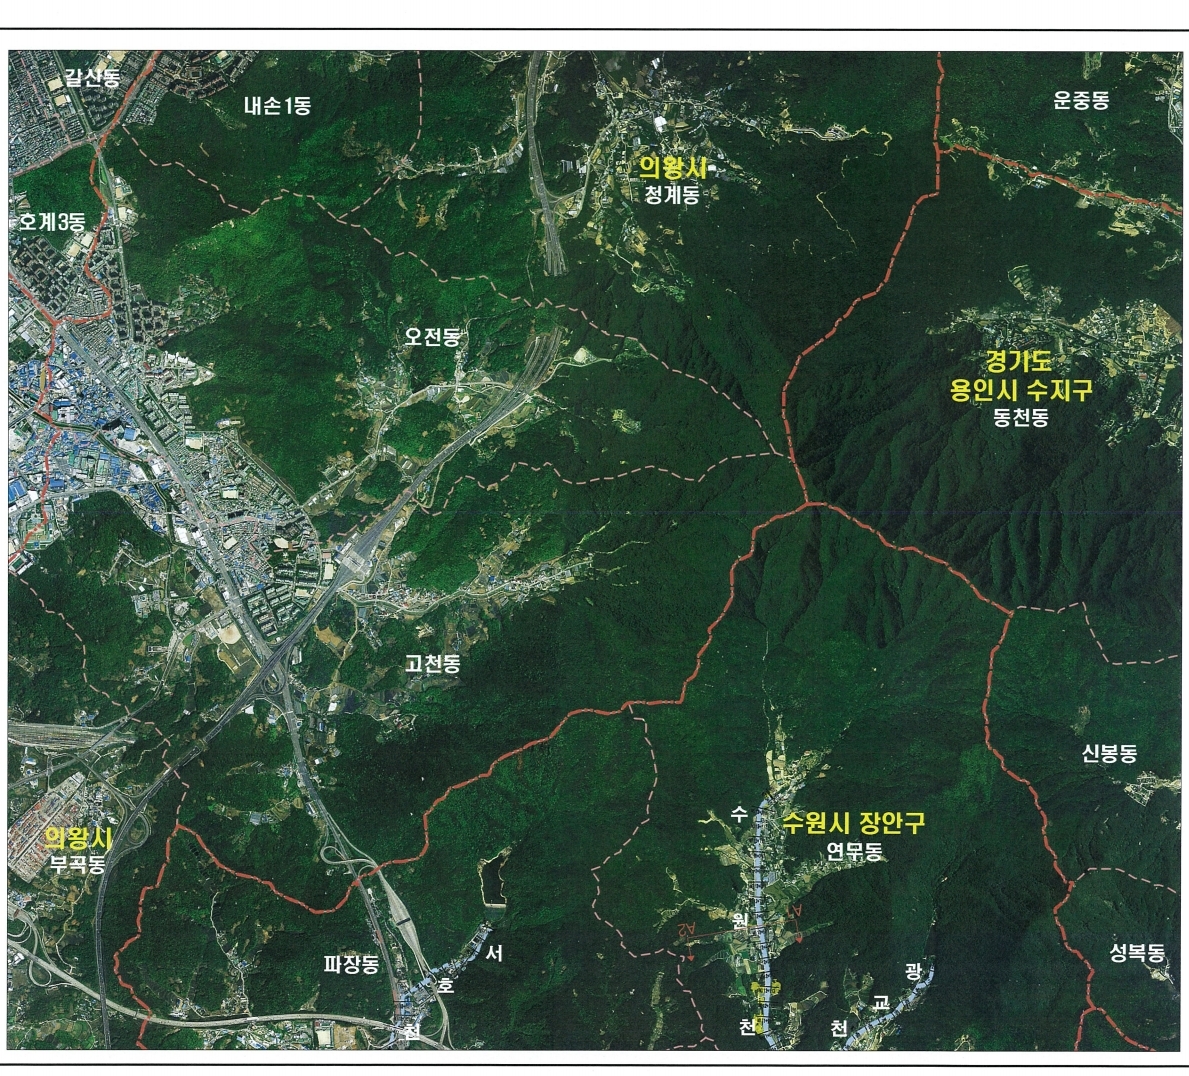 갈산동
내손1동
운중동
의왕시
청계동
호계3동
오전동
경기도
용인시 수지구
동천동
고천동
신봉동
수
원
천
수원시 장안구
연무동
의왕시
부곡동
A1
A2
파장동
서
호
천
광
교
천
성복동